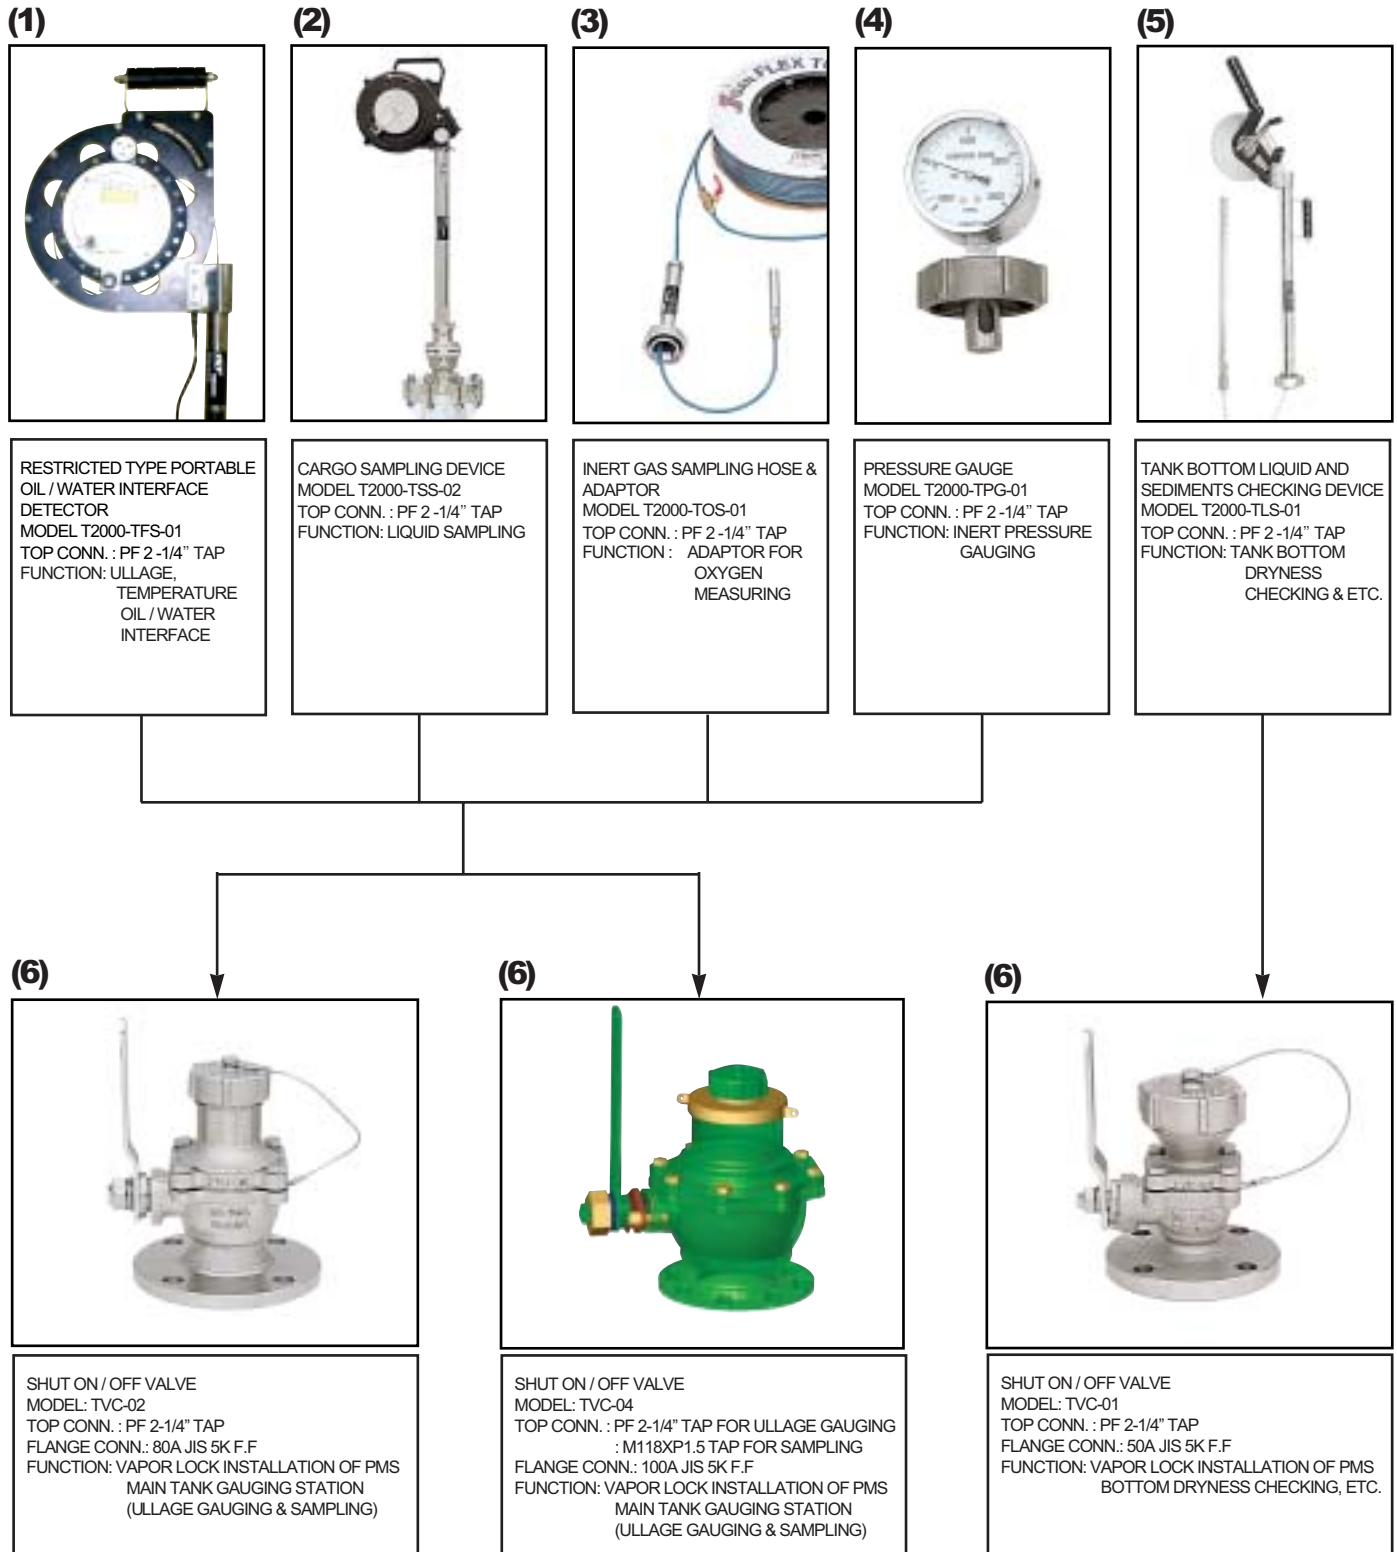 (1)
(2)
(3)
(4)
(5)
FLEX
RESTRICTED TYPE PORTABLE
OIL / WATER INTERFACE
DETECTOR
MODEL T2000-TFS-01
TOP CONN. : PF 2 -1/4” TAP
FUNCTION: ULLAGE,
TEMPERATURE
OIL / WATER
INTERFACE
CARGO SAMPLING DEVICE
MODEL T2000-TSS-02
TOP CONN. : PF 2 -1/4” TAP
FUNCTION: LIQUID SAMPLING
INERT GAS SAMPLING HOSE &
ADAPTOR
MODEL T2000-TOS-01
TOP CONN. : PF 2 -1/4” TAP
FUNCTION : ADAPTOR FOR
OXYGEN
MEASURING
PRESSURE GAUGE
MODEL T2000-TPG-01
TOP CONN. : PF 2 -1/4” TAP
FUNCTION: INERT PRESSURE
GAUGING
TANK BOTTOM LIQUID AND
SEDIMENTS CHECKING DEVICE
MODEL T2000-TLS-01
TOP CONN. : PF 2 -1/4” TAP
FUNCTION: TANK BOTTOM
DRYNESS
CHECKING & ETC.
(6)
(6)
(6)
SHUT ON / OFF VALVE
MODEL: TVC-02
TOP CONN. : PF 2-1/4” TAP
FLANGE CONN.: 80A JIS 5K F.F
FUNCTION: VAPOR LOCK INSTALLATION OF PMS
MAIN TANK GAUGING STATION
(ULLAGE GAUGING & SAMPLING)
SHUT ON / OFF VALVE
MODEL: TVC-04
TOP CONN. : PF 2-1/4” TAP FOR ULLAGE GAUGING
: M118XP1.5 TAP FOR SAMPLING
FLANGE CONN.: 100A JIS 5K F.F
FUNCTION: VAPOR LOCK INSTALLATION OF PMS
MAIN TANK GAUGING STATION
(ULLAGE GAUGING & SAMPLING)
SHUT ON / OFF VALVE
MODEL: TVC-01
TOP CONN. : PF 2-1/4” TAP
FLANGE CONN.: 50A JIS 5K F.F
FUNCTION: VAPOR LOCK INSTALLATION OF PMS
BOTTOM DRYNESS CHECKING, ETC.